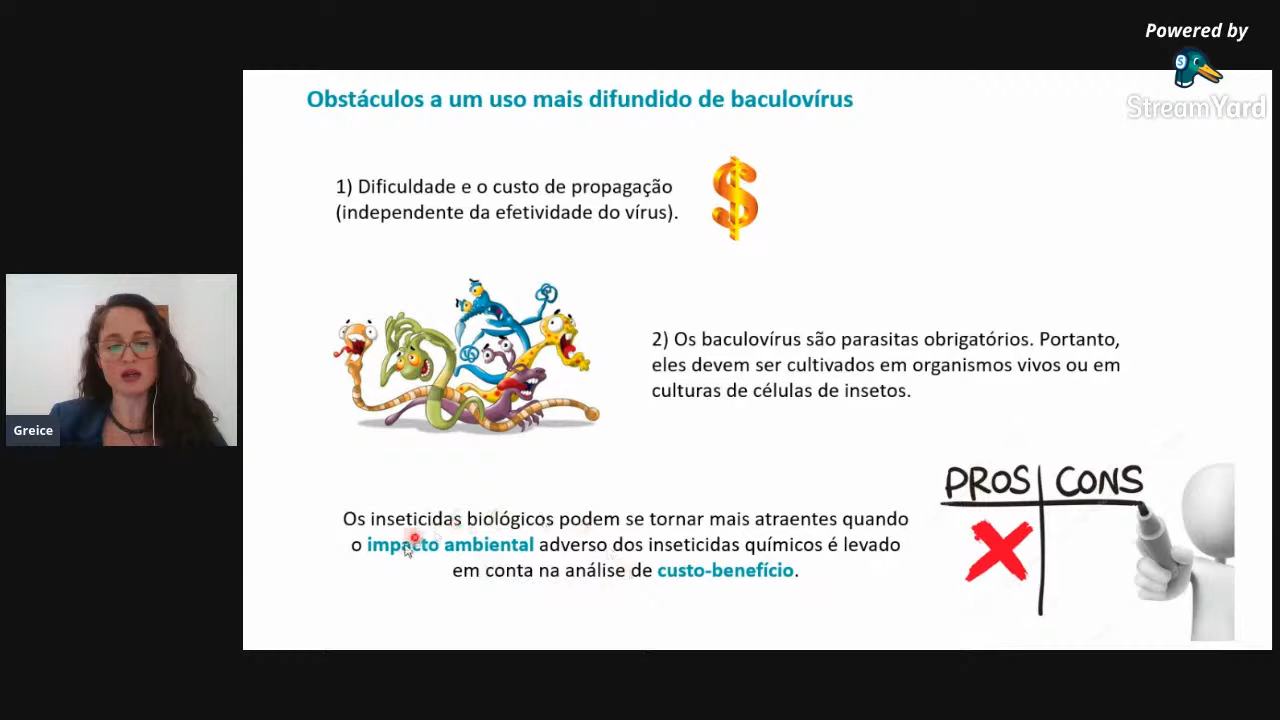 Powered by
StreamYard
Obstáculos a um uso mais difundido de baculovírus
1) Dificuldade e o custo de propagação
(independente da efetividade do vírus).
$
2) Os baculovírus são parasitas obrigatórios. Portanto,
eles devem ser cultivados em organismos vivos ou em
culturas de células de insetos.
Greice
PROS CONS
Os inseticidas biológicos podem se tornar mais atraentes quando
o impacto ambiental adverso dos inseticidas químicos é levado
em conta na análise de custo-benefício.